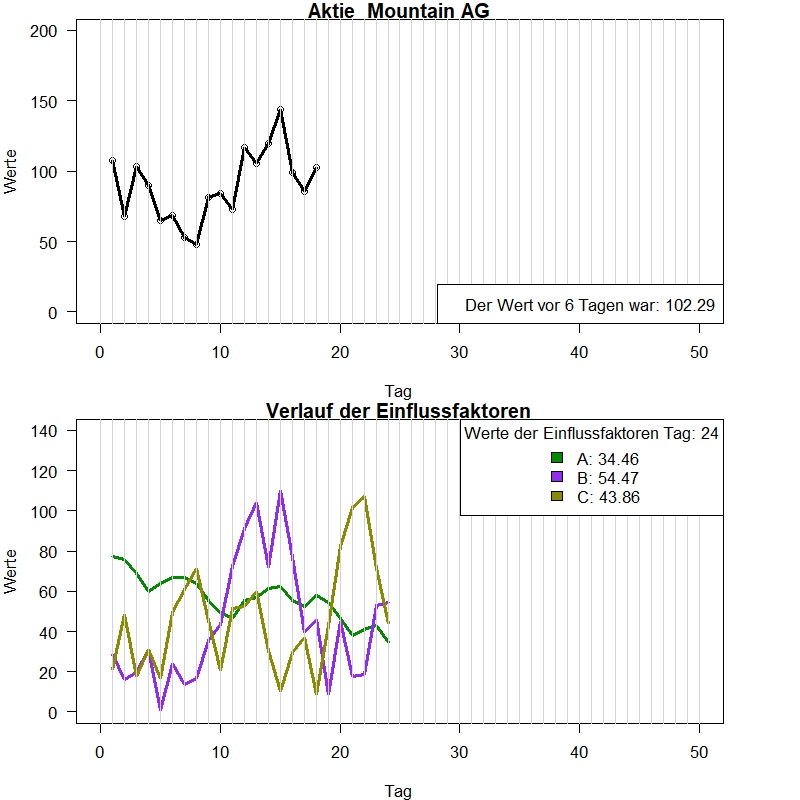 Aktie  Mountain AG
200
150
100
50
0
Werte
Der Wert vor 6 Tagen war: 102.29
0 10 20 30 40 50
Tag
Verlauf der Einflussfaktoren
140
120
100
80
60
40
20
0
Werte
Werte der Einflussfaktoren Tag: 24
A: 34.46
B: 54.47
C: 43.86
0 10 20 30 40 50
Tag